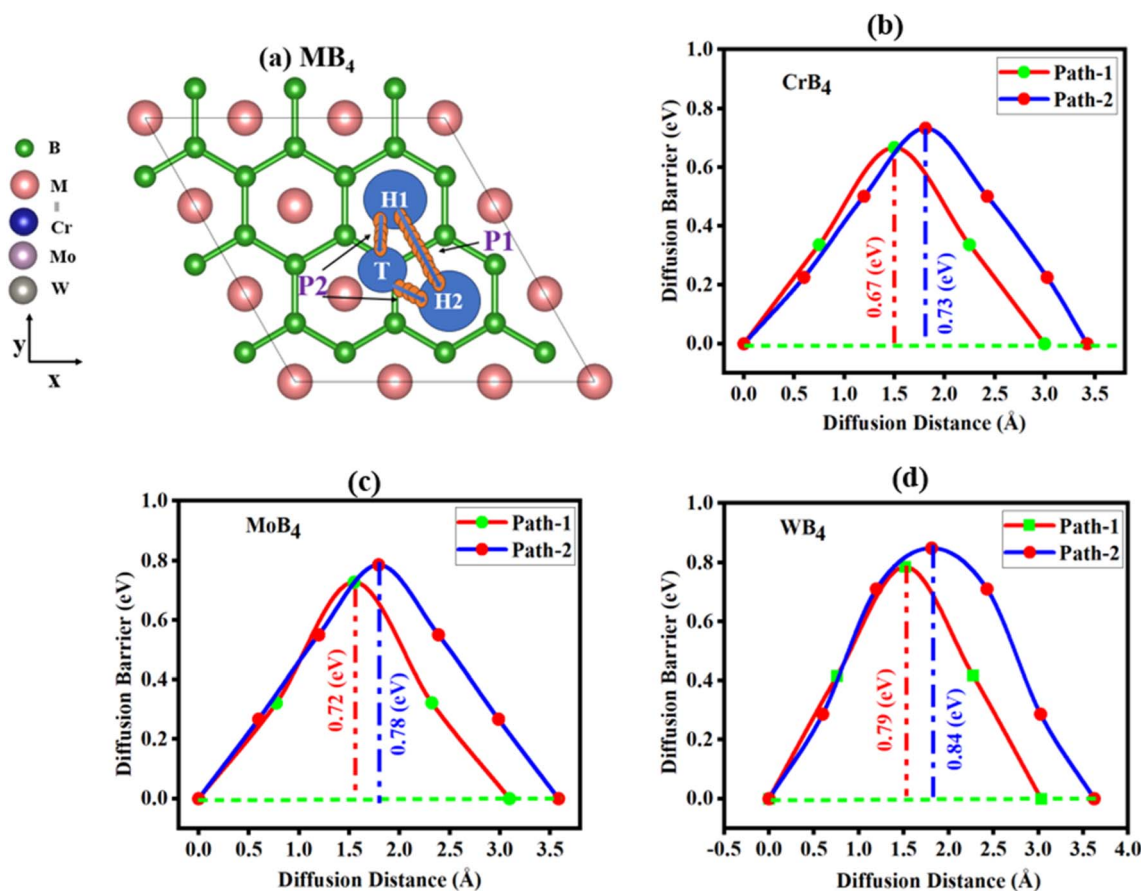 (a) MB₄
B
M
=
Cr
Mo
W
y
x
H1
P1
T
P2
H2
(b)
CrB₄
Path-1
Path-2
Diffusion Barrier (eV)
1.0
0.8
0.6
0.4
0.2
0.0
0.67 (eV)
0.73 (eV)
0.0 0.5 1.0 1.5 2.0 2.5 3.0 3.5
Diffusion Distance (Å)
(c)
MoB₄
Path-1
Path-2
Diffusion Barrier (eV)
1.0
0.8
0.6
0.4
0.2
0.0
0.72 (eV)
0.78 (eV)
0.0 0.5 1.0 1.5 2.0 2.5 3.0 3.5
Diffusion Distance (Å)
(d)
WB₄
Path-1
Path-2
Diffusion Barrier (eV)
1.0
0.8
0.6
0.4
0.2
0.0
0.79 (eV)
0.84 (eV)
-0.5 0.0 0.5 1.0 1.5 2.0 2.5 3.0 3.5 4.0
Diffusion Distance (Å)